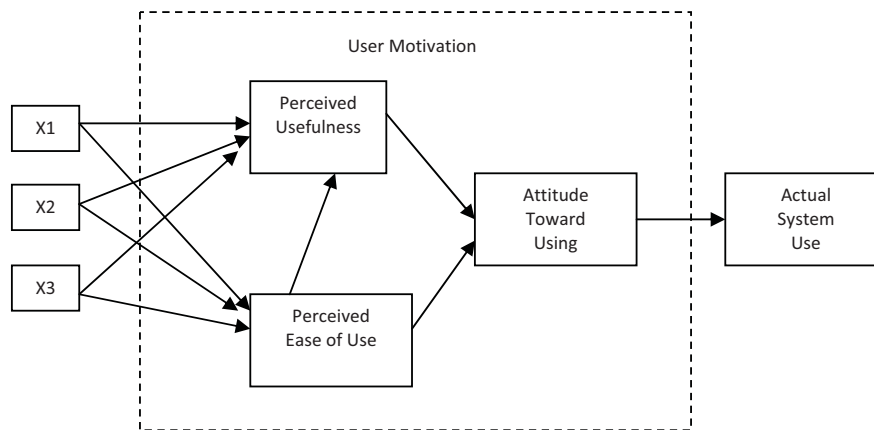 User Motivation
X1
X2
X3
Perceived
Usefulness
Perceived
Ease of Use
Attitude
Toward
Using
Actual
System
Use